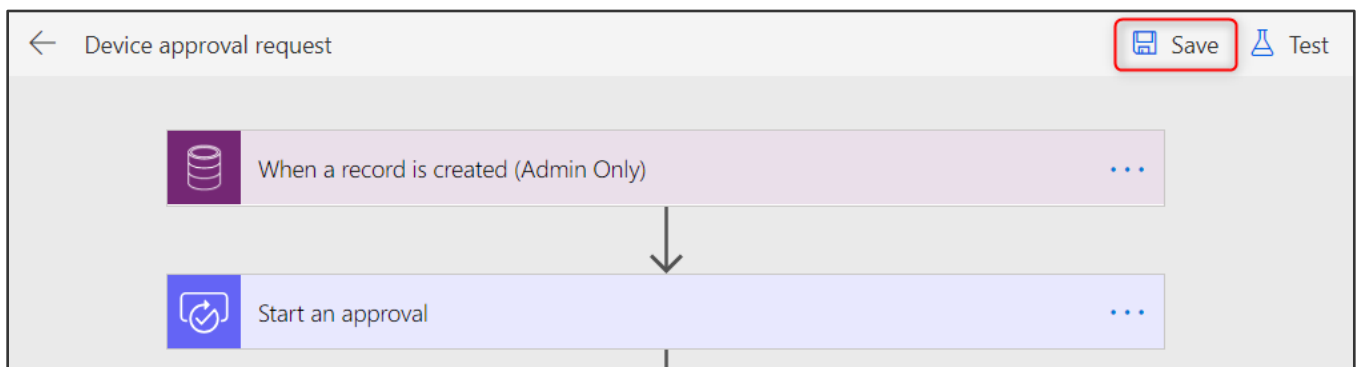 Device approval request
Save
Test
When a record is created (Admin Only)
Start an approval